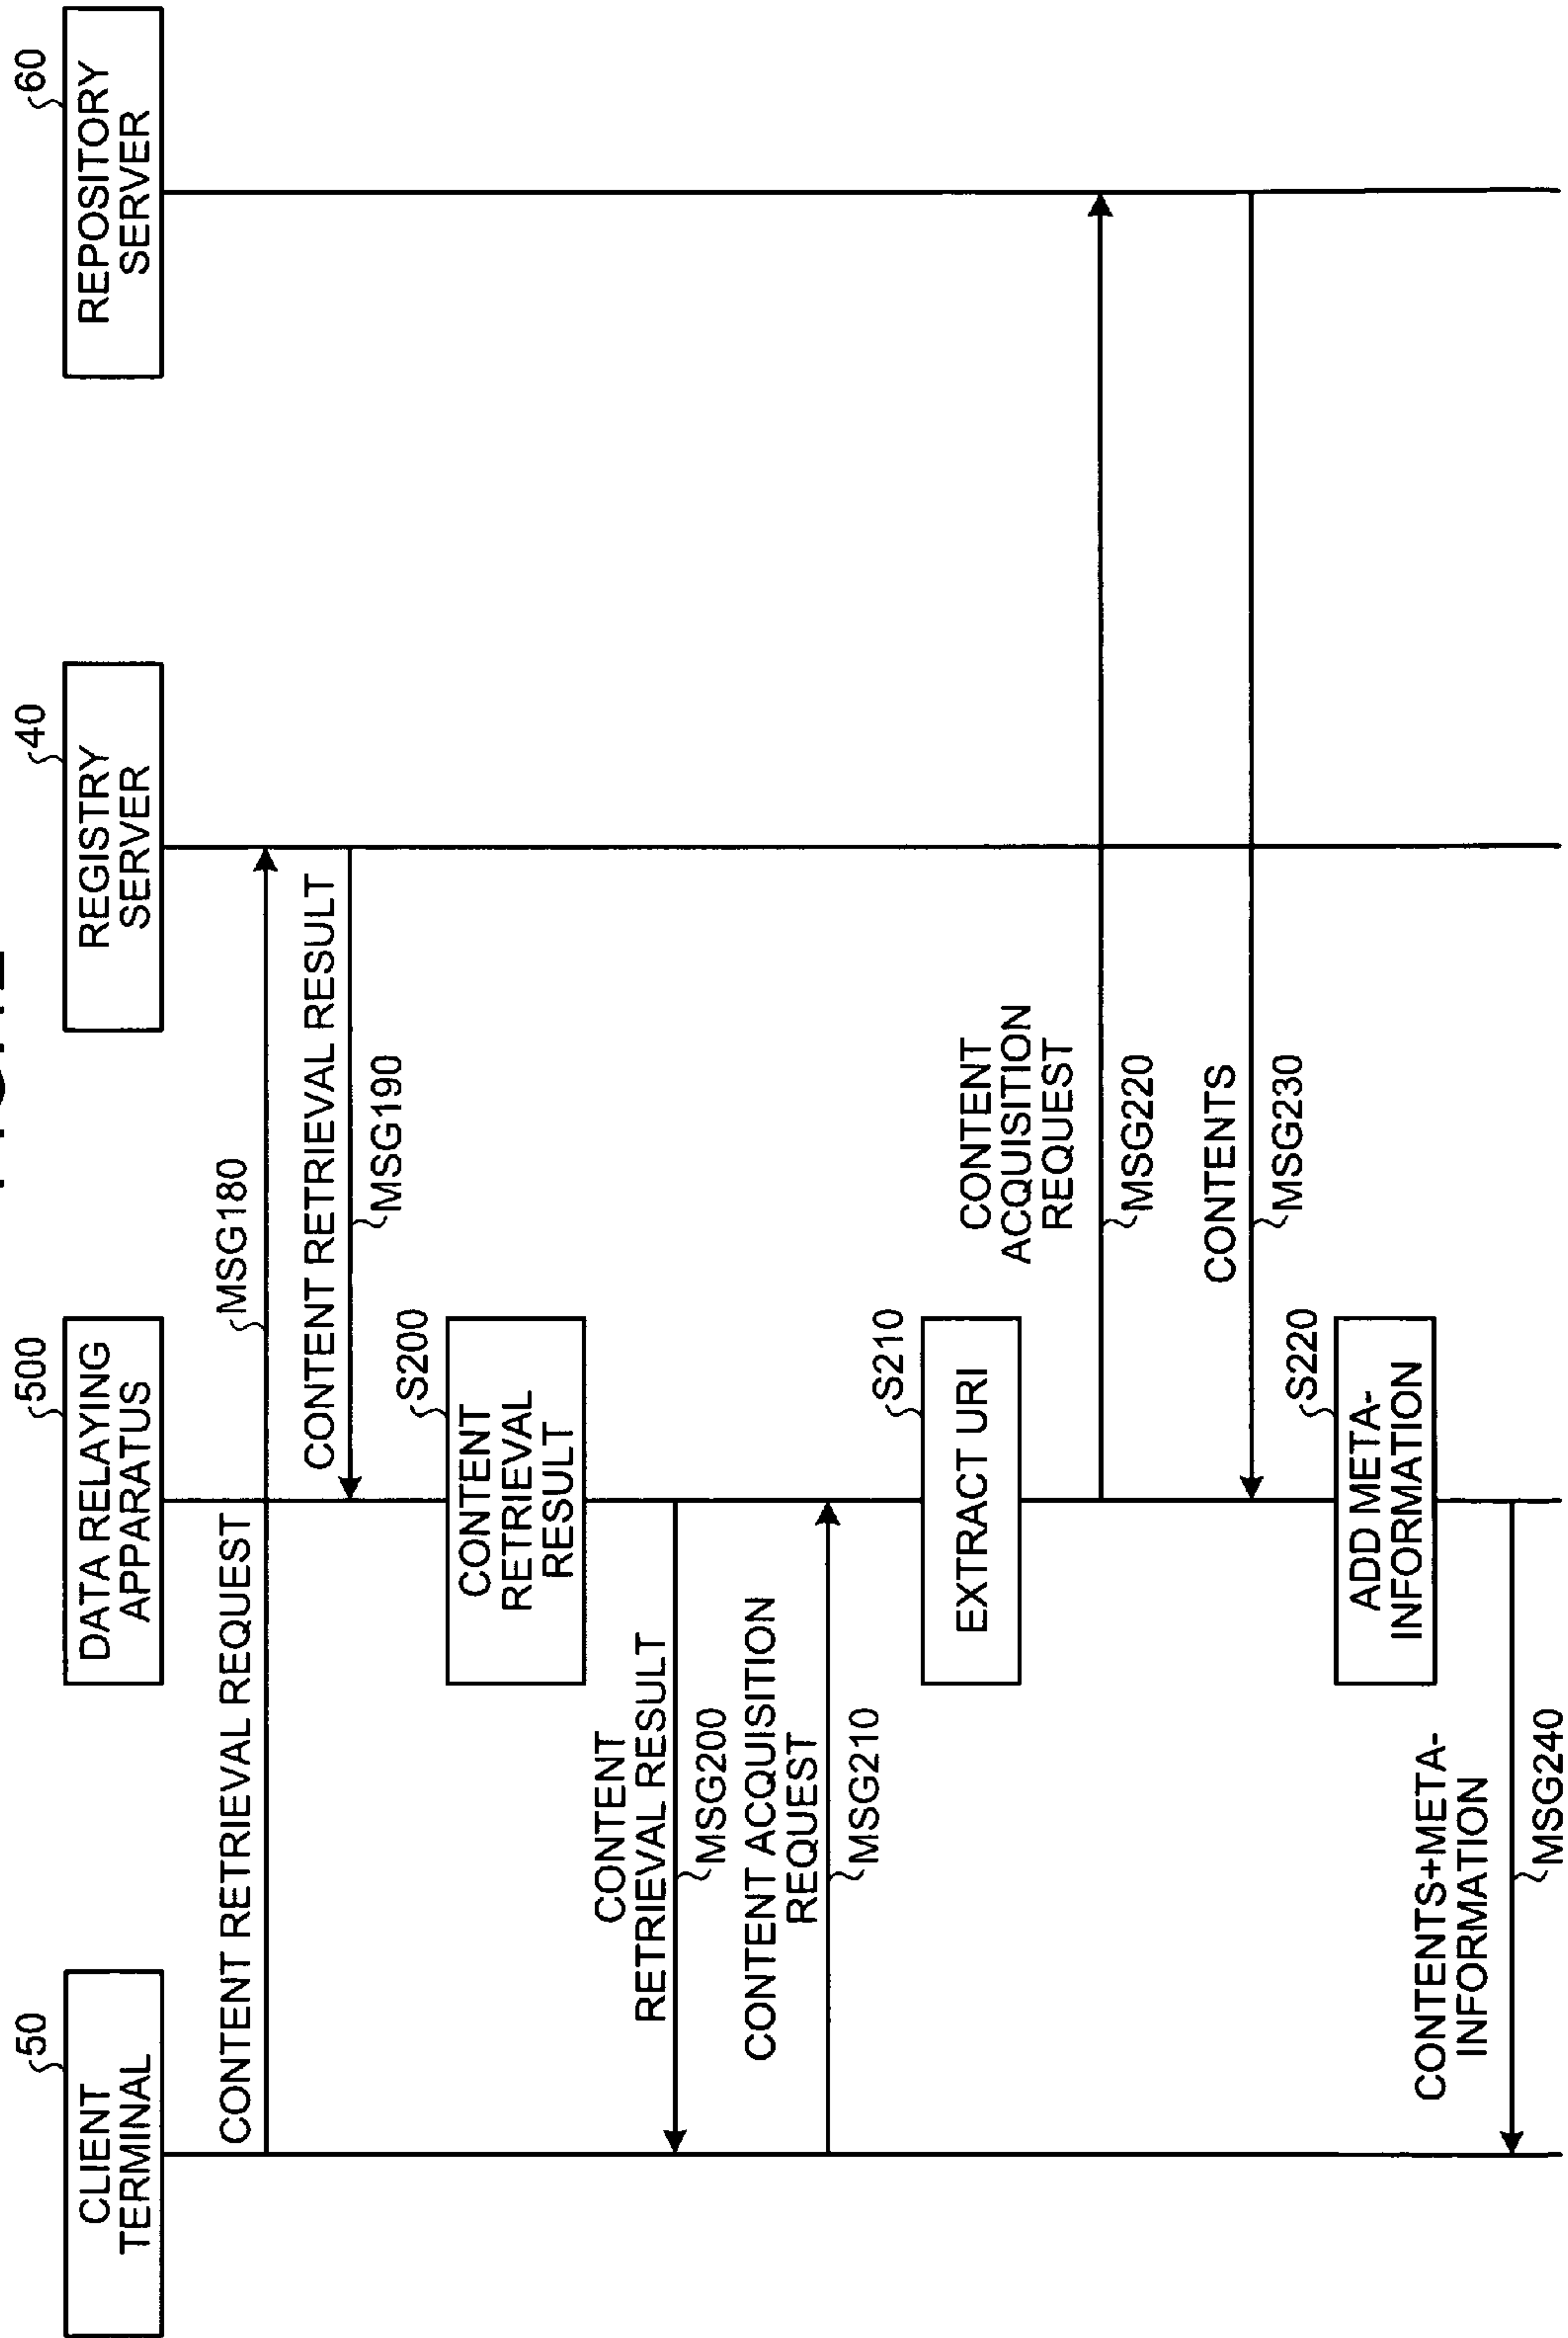 50
CLIENT
TERMINAL
500
DATA RELAYING
APPARATUS
40
REGISTRY
SERVER
60
REPOSITORY
SERVER
CONTENT RETRIEVAL REQUEST
MSG180
CONTENT RETRIEVAL RESULT
MSG190
S200
CONTENT
RETRIEVAL
RESULT
CONTENT
RETRIEVAL RESULT
MSG200
CONTENT ACQUISITION
REQUEST
MSG210
S210
EXTRACT URI
CONTENT
ACQUISITION
REQUEST
MSG220
CONTENTS
MSG230
S220
ADD META-
INFORMATION
CONTENTS+META-
INFORMATION
MSG240